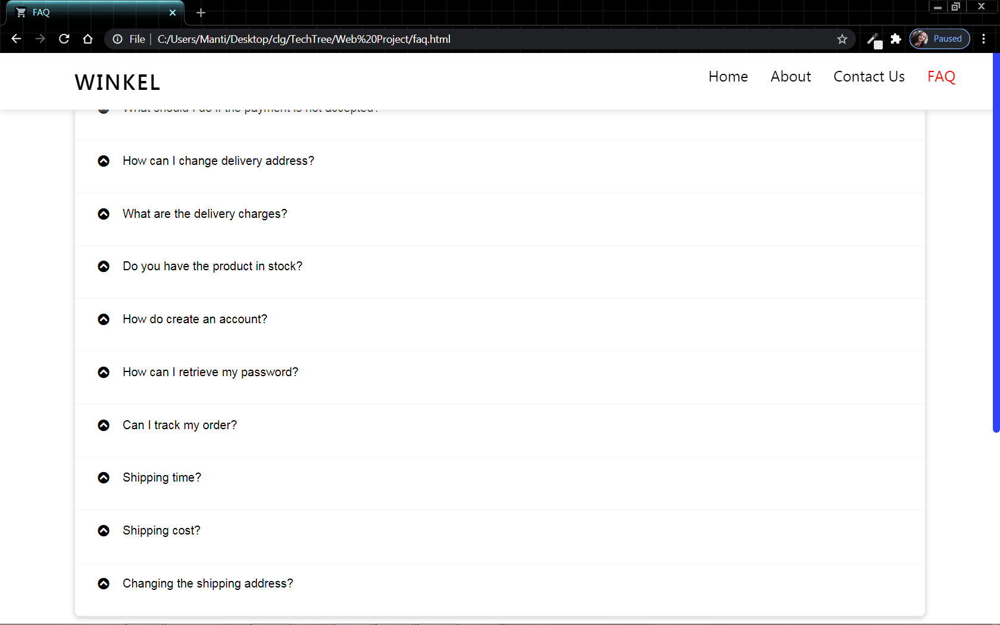 FAQ
File
C:/Users/Manti/Desktop/clg/TechTree/Web%20Project/faq.html
Paused
WINKEL
Home About Contact Us FAQ
What should I do if the payment is not accepted?
How can I change delivery address?
What are the delivery charges?
Do you have the product in stock?
How do create an account?
How can I retrieve my password?
Can I track my order?
Shipping time?
Shipping cost?
Changing the shipping address?